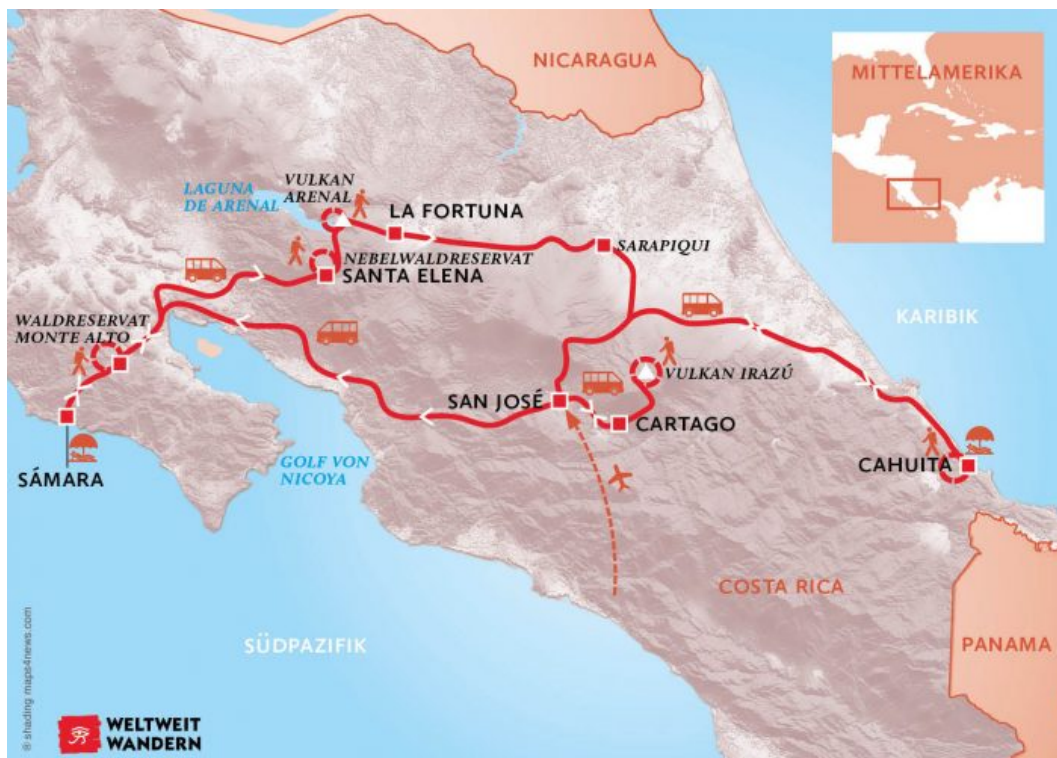 NICARAGUA
MITTELAMERIKA
LAGUNA
DE ARENAL
VULKAN
ARENAL
LA FORTUNA
SARAPIQUI
NEBELWALDRESERVAT
SANTA ELENA
KARIBIK
WALDRESERVAT
MONTE ALTO
VULKAN IRAZÚ
SAN JOSÉ
CARTAGO
SÁMARA
GOLF VON
NICOYA
CAHUITA
COSTA RICA
SÜDPAZIFIK
PANAMA
® shading maps4news.com
WELTWEIT
WANDERN